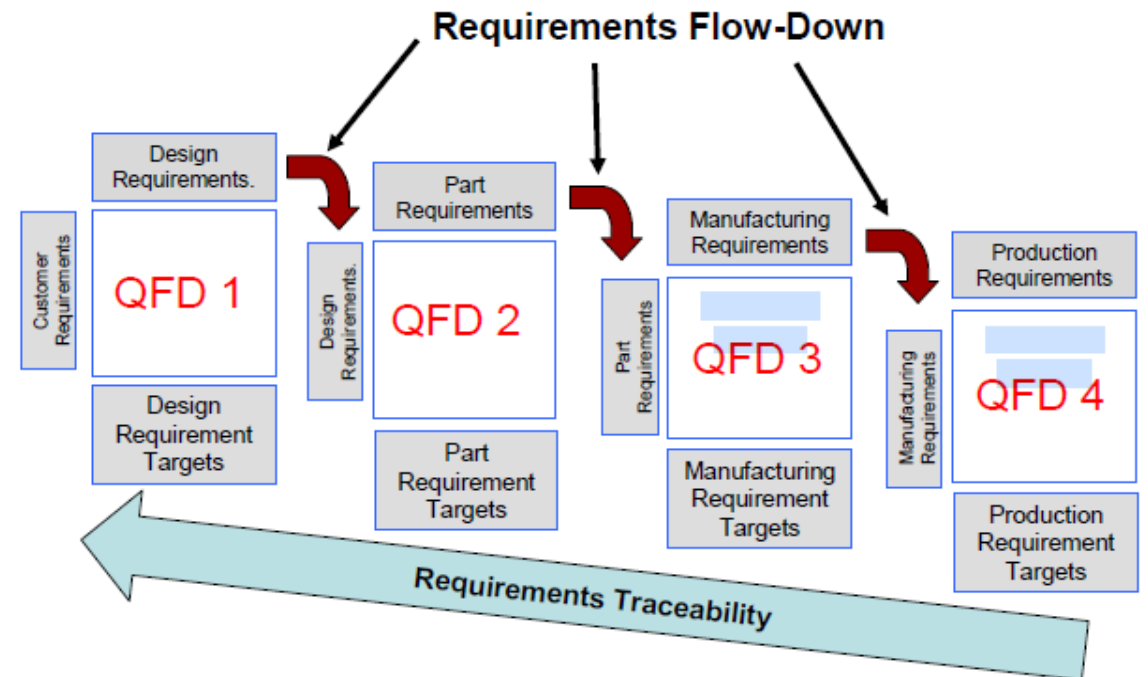 Requirements Flow-Down
Design
Requirements.
Customer
Requirements
QFD 1
Design
Requirement
Targets
Part
Requirements
Design
Requirements.
QFD 2
Part
Requirement
Targets
Manufacturing
Requirements
Part
Requirements
QFD 3
Manufacturing
Requirement
Targets
Production
Requirements
Manufacturing
Requirements
QFD 4
Production
Requirement
Targets
Requirements Traceability